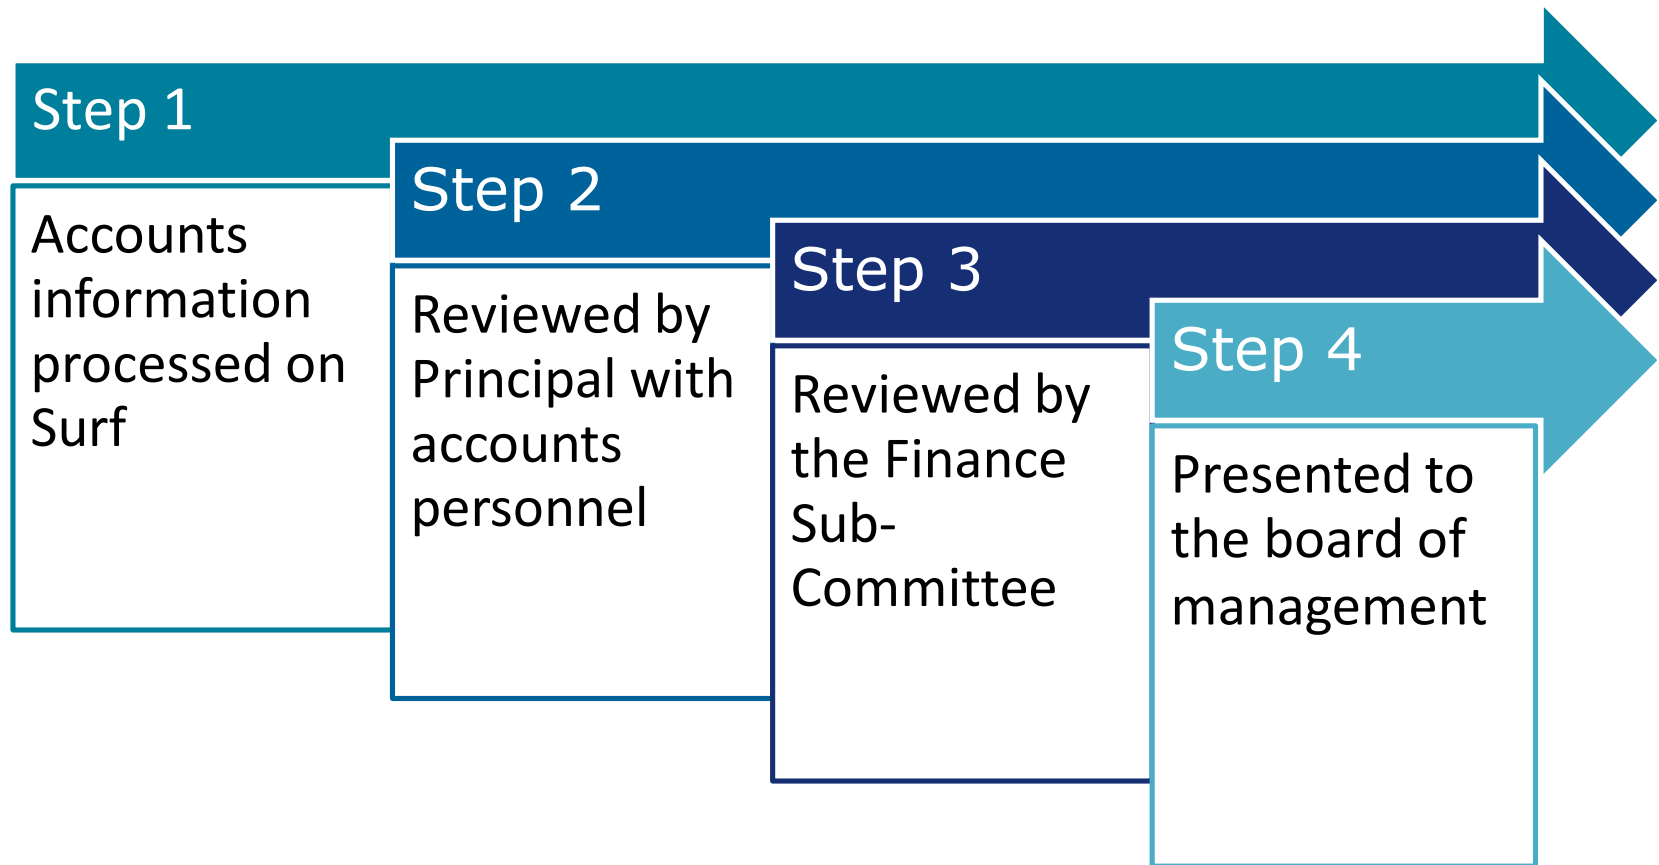 Step 1
Accounts
information
processed on
Surf
Step 2
Reviewed by
Principal with
accounts
personnel
Step 3
Reviewed by
the Finance
Sub-
Committee
Step 4
Presented to
the board of
management